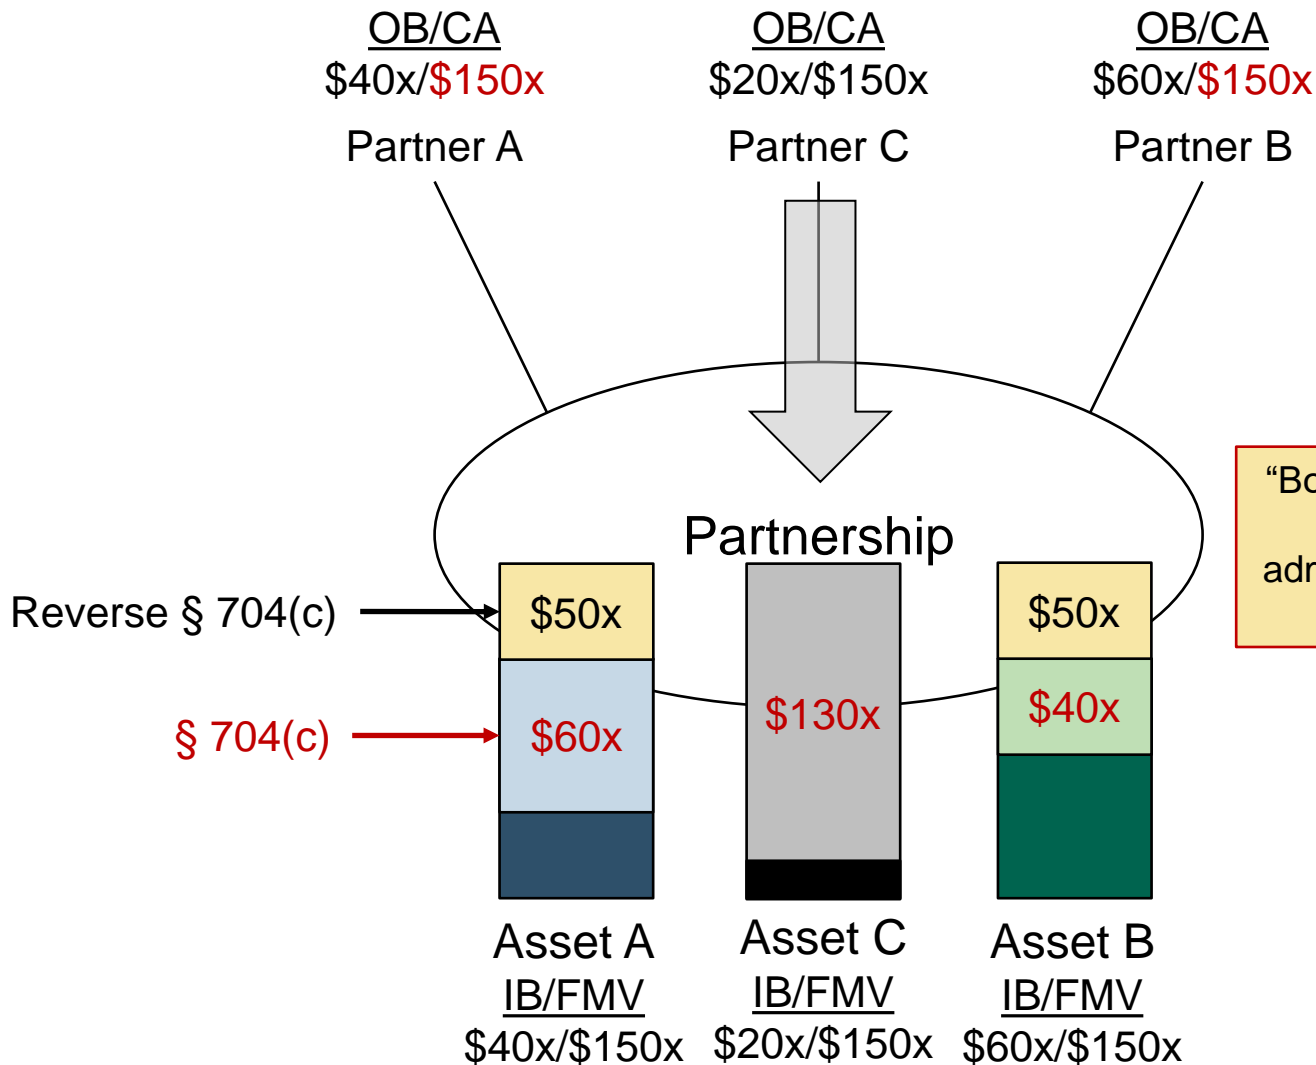 OB/CA OB/CA OB/CA
$40x/$150x $20x/$150x $60x/$150x
Partner A Partner C Partner B
“Bo
Partnership
adr
Reverse § 704(c) $50x $50x
§ 704(c) $60x $130x $40x
Asset A Asset C Asset B
IB/FMV IB/FMV IB/FMV
$40x/$150x $20x/$150x $60x/$150x